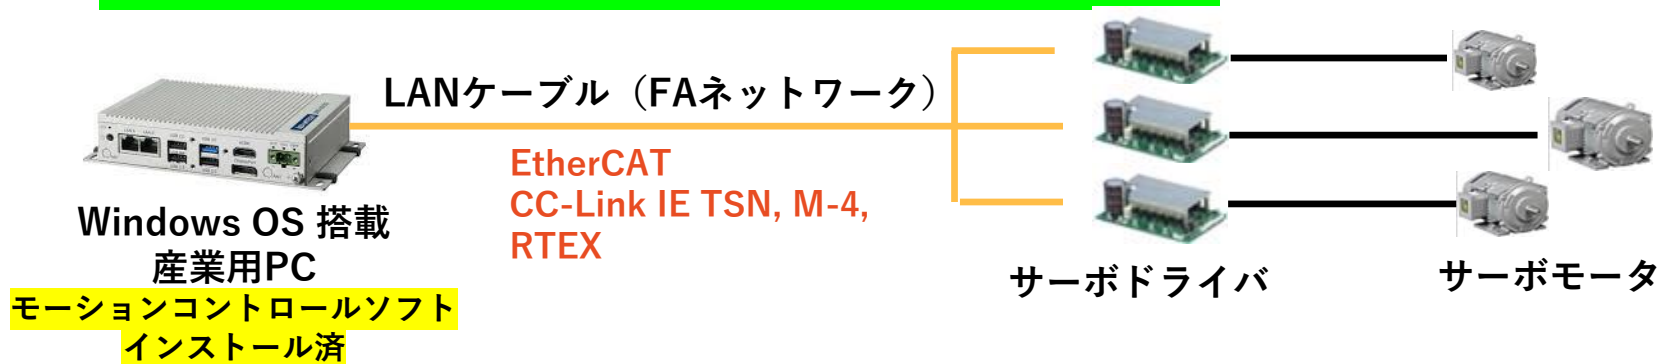 LANケーブル（FAネットワーク）
EtherCAT
CC-Link IE TSN, M-4,
RTEX
Windows OS 搭載
産業用PC
モーションコントロールソフト
インストール済
サーボドライバ
サーボモータ